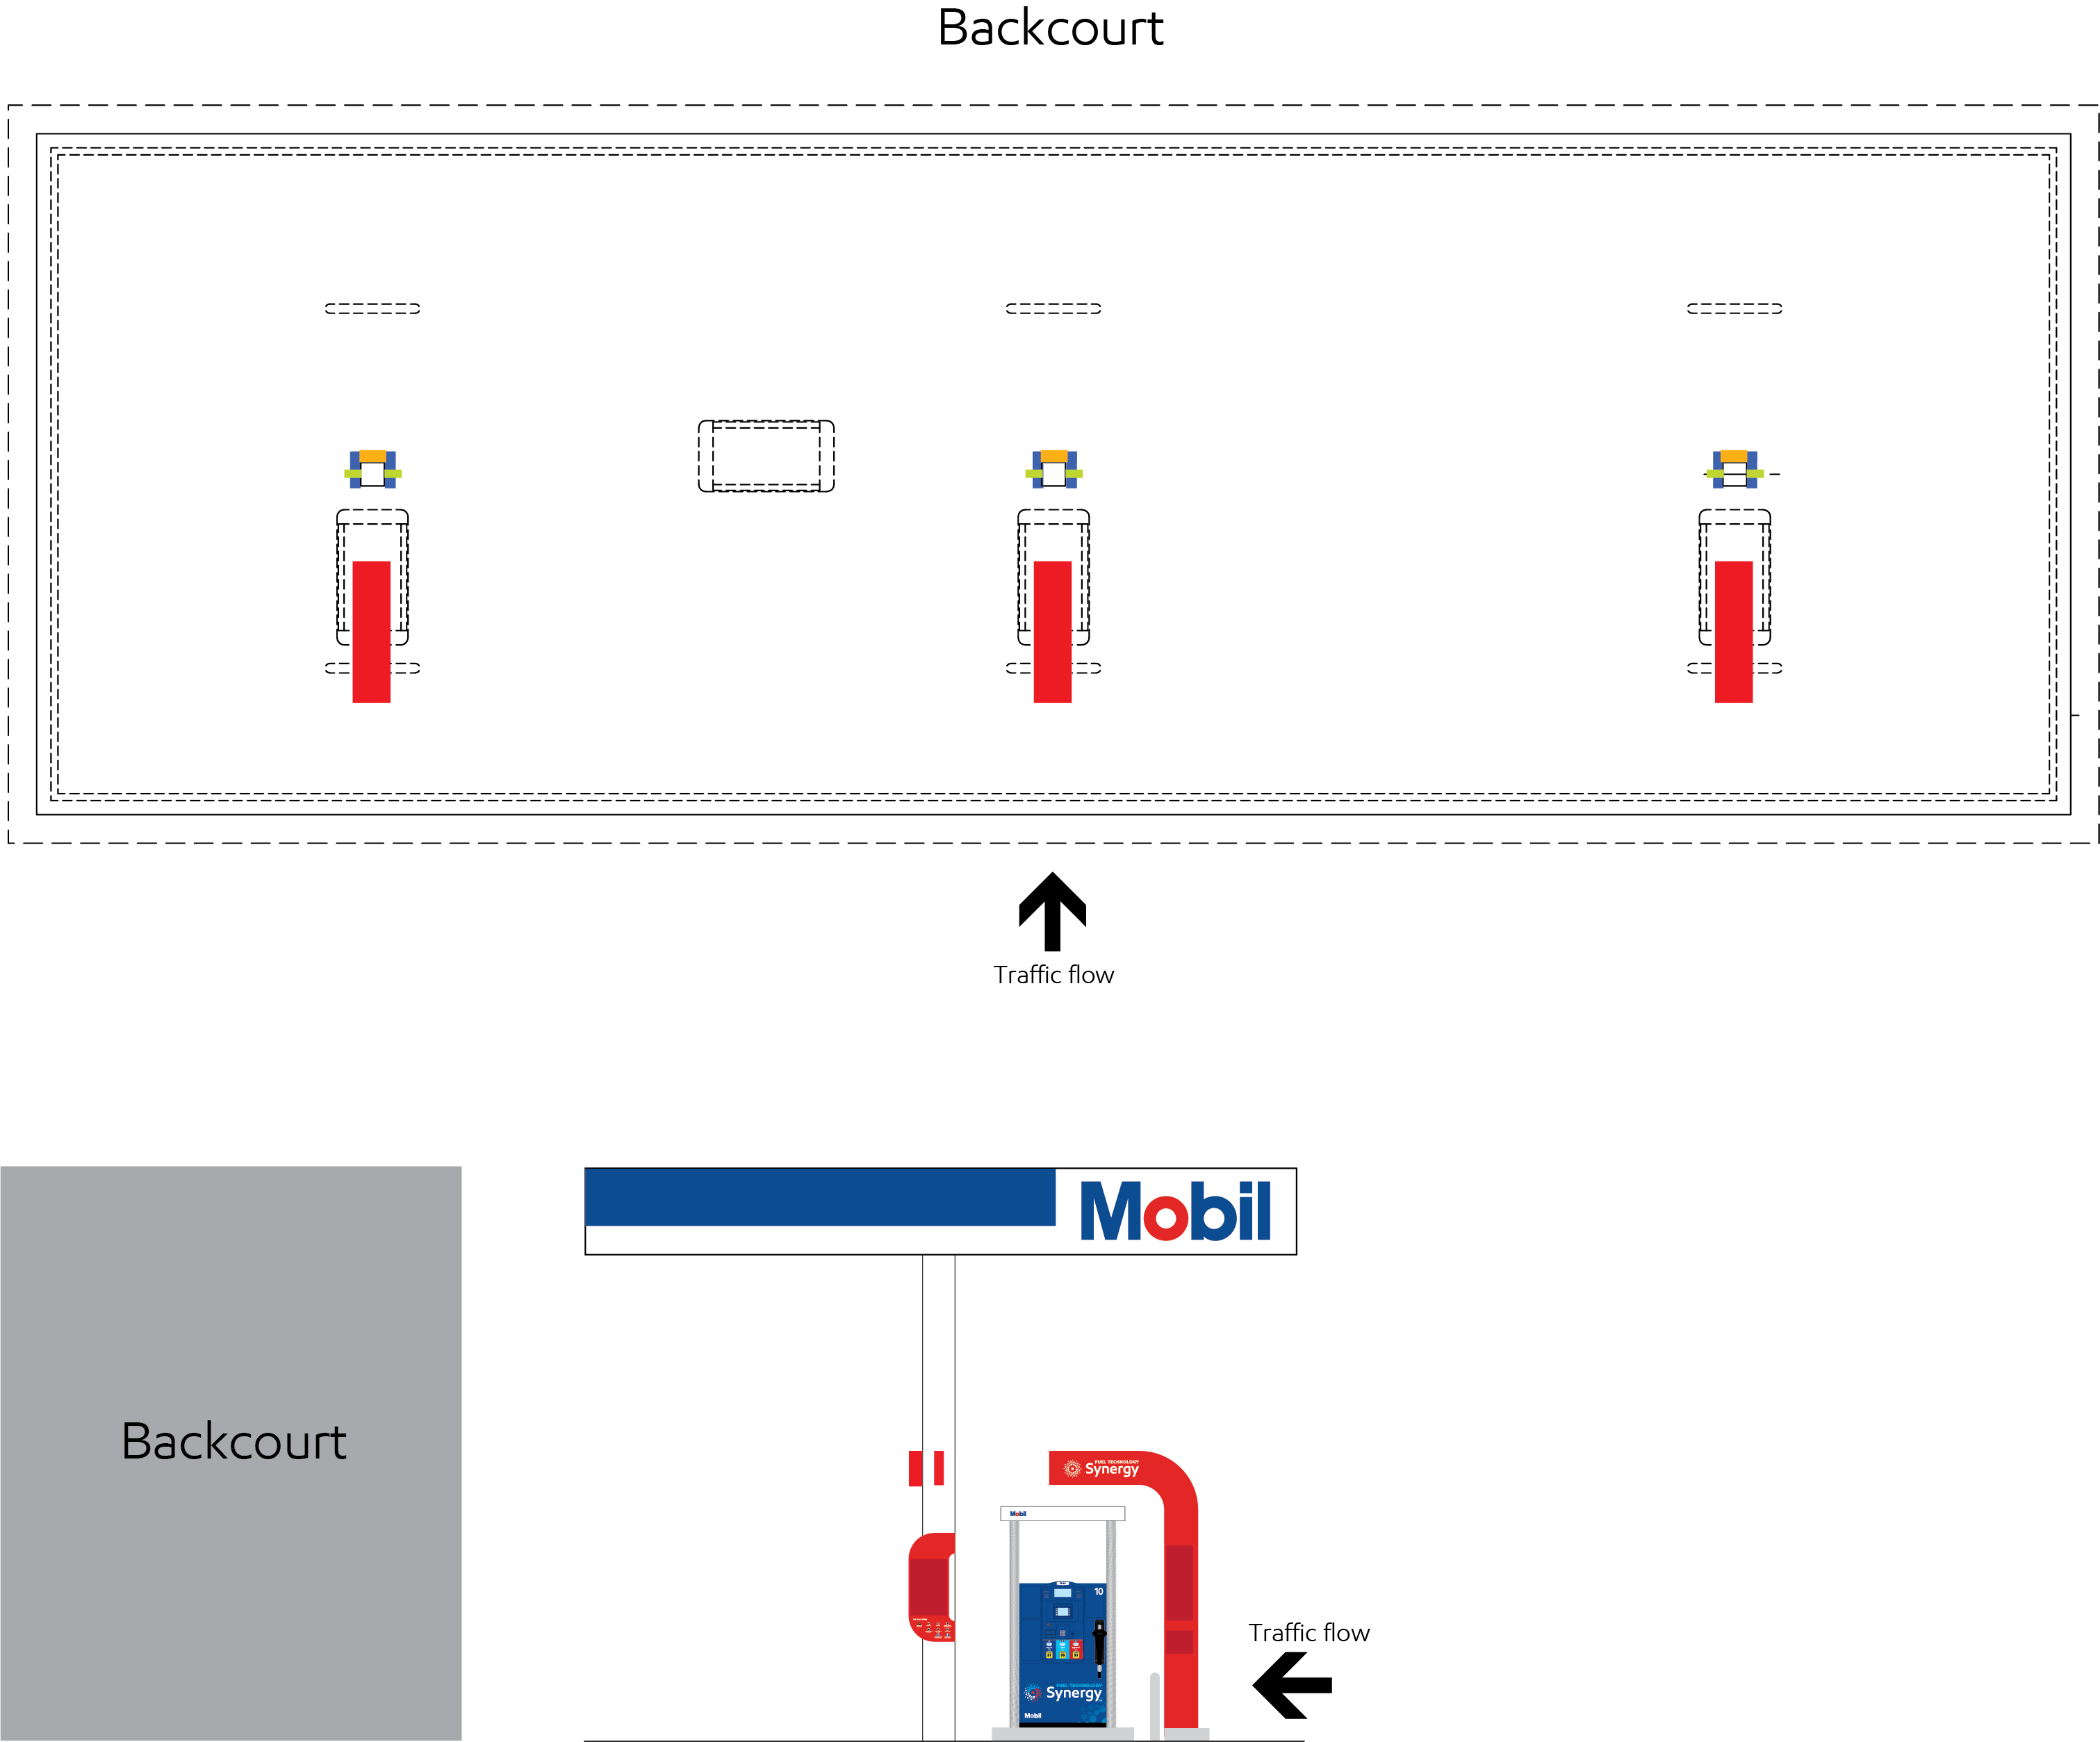 Backcourt
Traffic flow
Mobil
Backcourt
FUEL TECHNOLOGY
Synergy
Mobil
10
Traffic flow
FUEL TECHNOLOGY
Synergy
Mobil